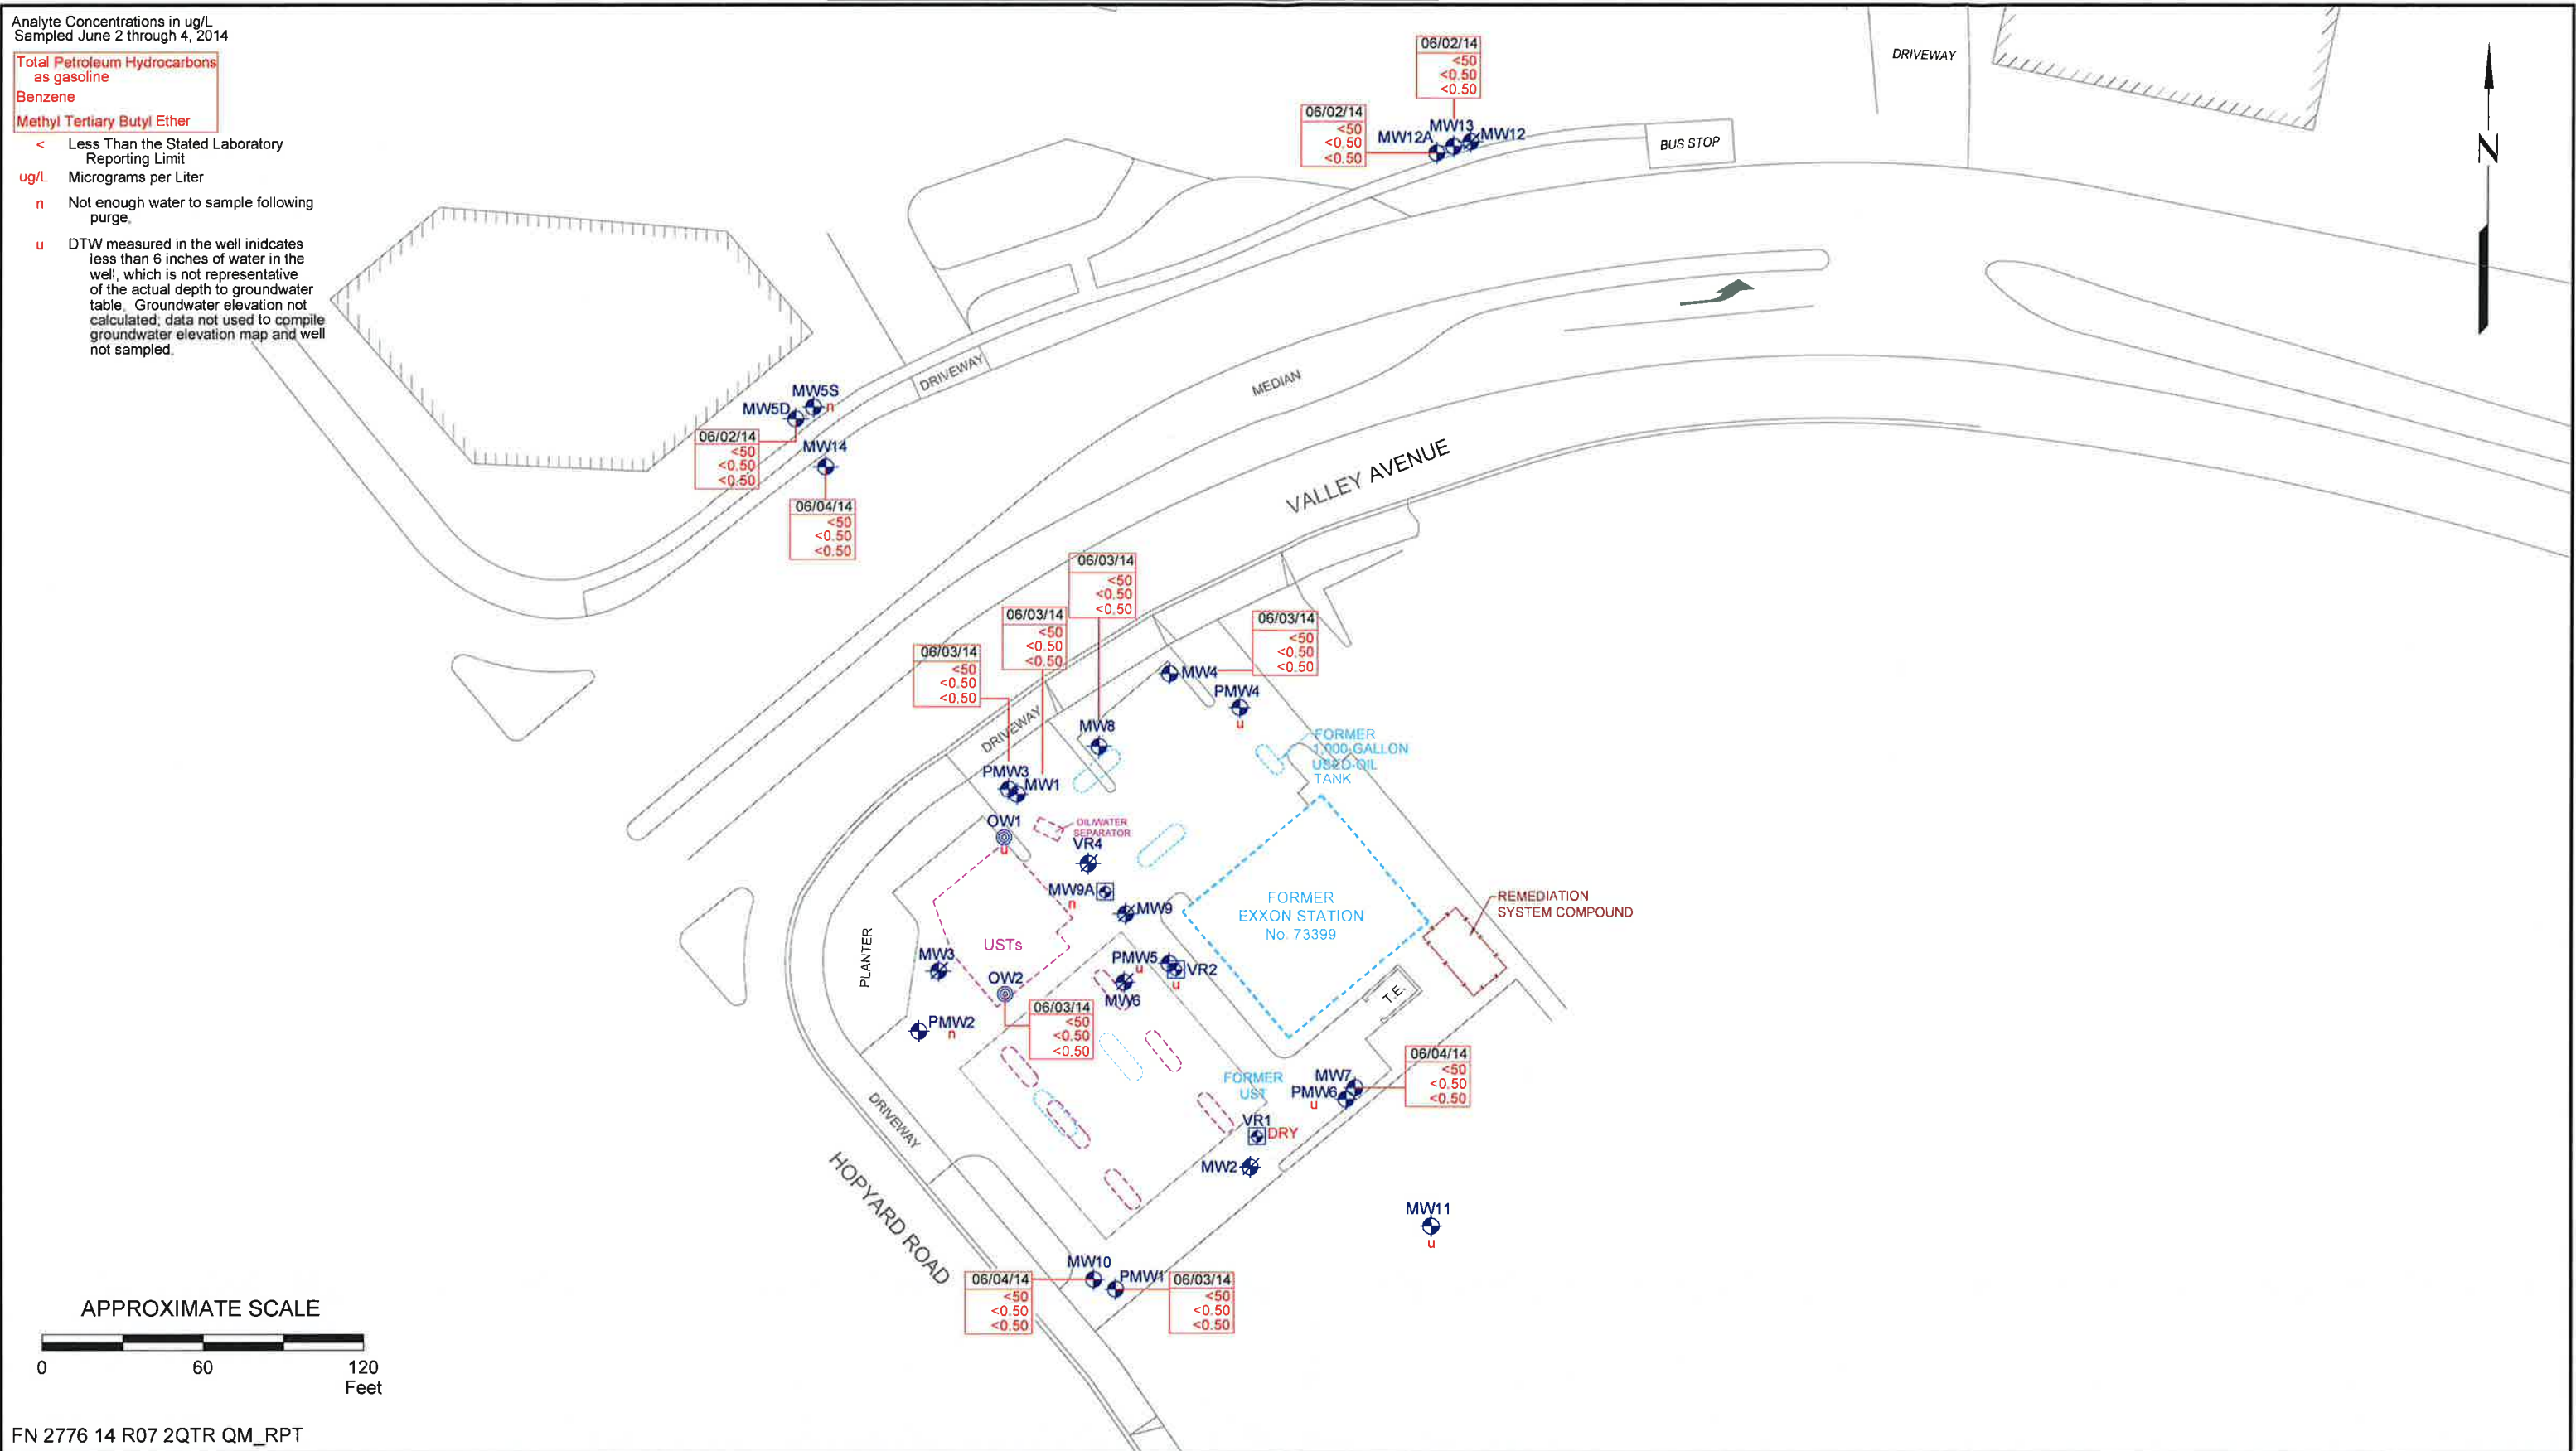 Analyte Concentrations in ug/L
Sampled June 2 through 4, 2014
Total Petroleum Hydrocarbons
as gasoline
Benzene
Methyl Tertiary Butyl Ether
< Less Than the Stated Laboratory
Reporting Limit
ug/L Micrograms per Liter
n Not enough water to sample following
purge.
u DTW measured in the well inidcates
less than 6 inches of water in the
well, which is not representative
of the actual depth to groundwater
table. Groundwater elevation not
calculated; data not used to compile
groundwater elevation map and well
not sampled.
06/02/14
<50
<0.50
<0.50
06/02/14
<50
<0.50
<0.50
MW12A
MW13
MW12
BUS STOP
DRIVEWAY
N
MW5S
n
MW5D
06/02/14
<50
<0.50
<0.50
MW14
06/04/14
<50
<0.50
<0.50
DRIVEWAY
MEDIAN
VALLEY AVENUE
06/03/14
<50
<0.50
<0.50
06/03/14
<50
<0.50
<0.50
06/03/14
<50
<0.50
<0.50
06/03/14
<50
<0.50
<0.50
MW4
PMW4
u
DRIVEWAY
MW8
FORMER
1,000-GALLON
USED-OIL
TANK
PMW3
MW1
OW1
u
OIL/WATER
SEPARATOR
VR4
MW9A
n
MW9
FORMER
EXXON STATION
No. 73399
REMEDIATION
SYSTEM COMPOUND
PLANTER
USTs
MW3
OW2
PMW5
u
VR2
u
MW6
T.E.
PMW2
n
06/03/14
<50
<0.50
<0.50
FORMER
UST
MW7
PMW6
u
06/04/14
<50
<0.50
<0.50
VR1
DRY
MW2
DRIVEWAY
HOPYARD ROAD
MW11
u
MW10
PMW1
06/04/14
<50
<0.50
<0.50
06/03/14
<50
<0.50
<0.50
APPROXIMATE SCALE
0 60 120
Feet
FN 2776 14 R07 2QTR QM_RPT